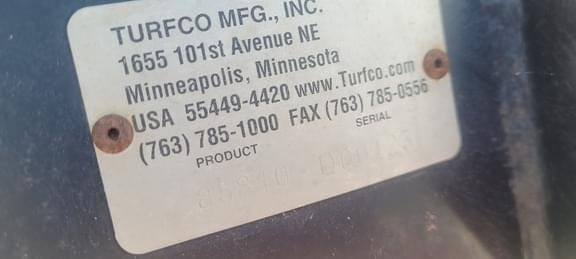 TURFCO MFG., INC.
1655 101st Avenue NE
Minneapolis, Minnesota
USA 55449-4420 www.Turfco.com
(763) 785-1000 FAX (763) 785-0556
PRODUCT SERIAL